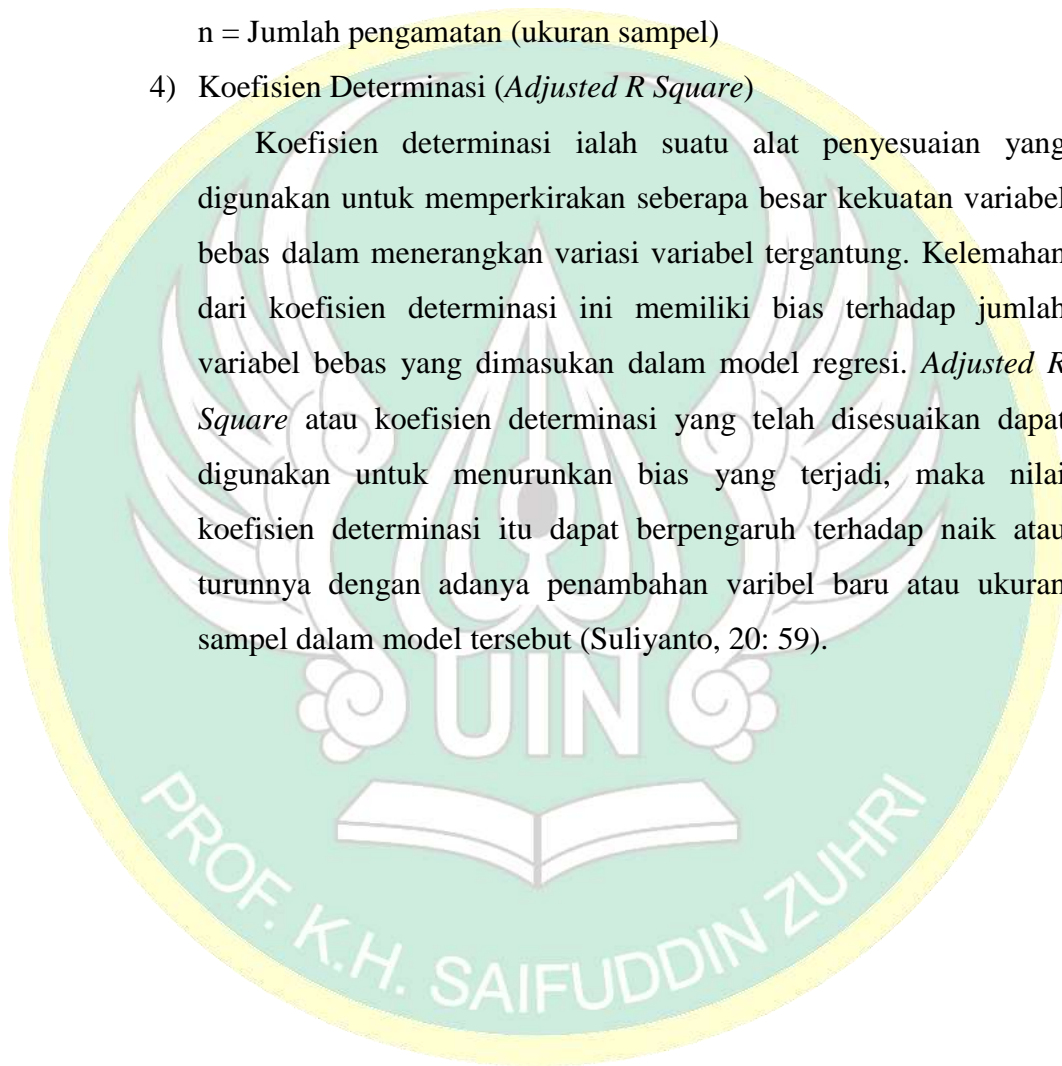 n = Jumlah pengamatan (ukuran sampel)
4) Koefisien Determinasi (Adjusted R Square)
Koefisien determinasi ialah suatu alat penyesuaian yang
digunakan untuk memperkirakan seberapa besar kekuatan variabel
bebas dalam menerangkan variasi variabel tergantung. Kelemahan
dari koefisien determinasi ini memiliki bias terhadap jumlah
variabel bebas yang dimasukan dalam model regresi. Adjusted R
Square atau koefisien determinasi yang telah disesuaikan dapat
digunakan untuk menurunkan bias yang terjadi, maka nilai
koefisien determinasi itu dapat berpengaruh terhadap naik atau
turunnya dengan adanya penambahan varibel baru atau ukuran
sampel dalam model tersebut (Suliyanto, 20: 59).
UIN
PROF. K.H. SAIFUDDIN ZUHRI